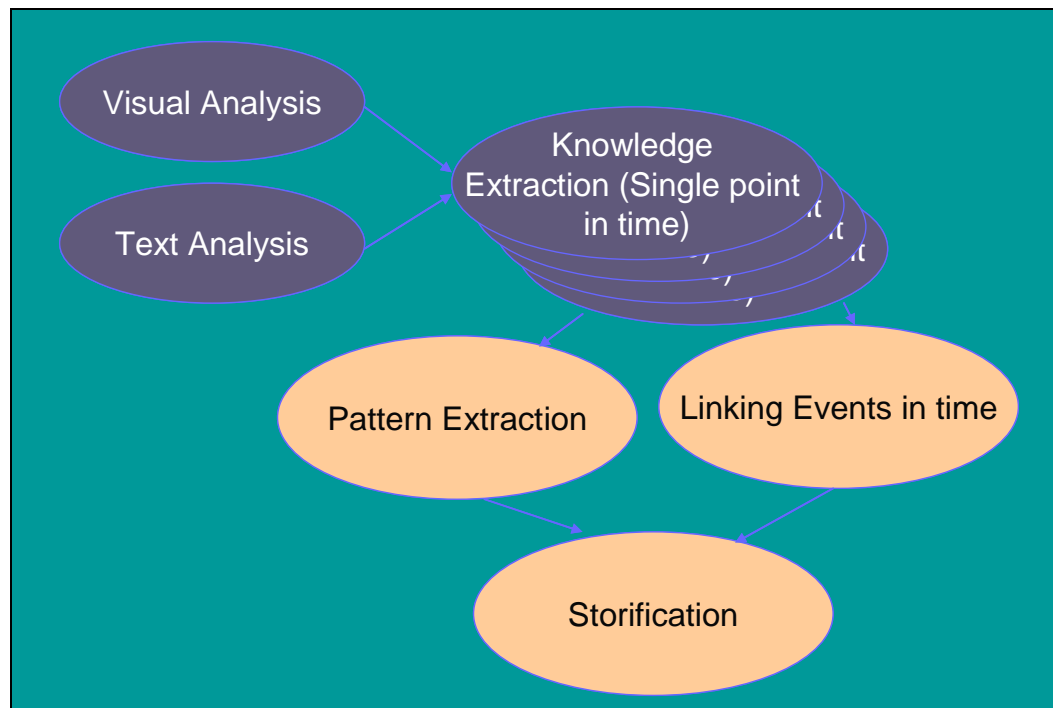 Visual Analysis
Knowledge
Extraction (Single point
in time)
Text Analysis
Pattern Extraction
Linking Events in time
Storification